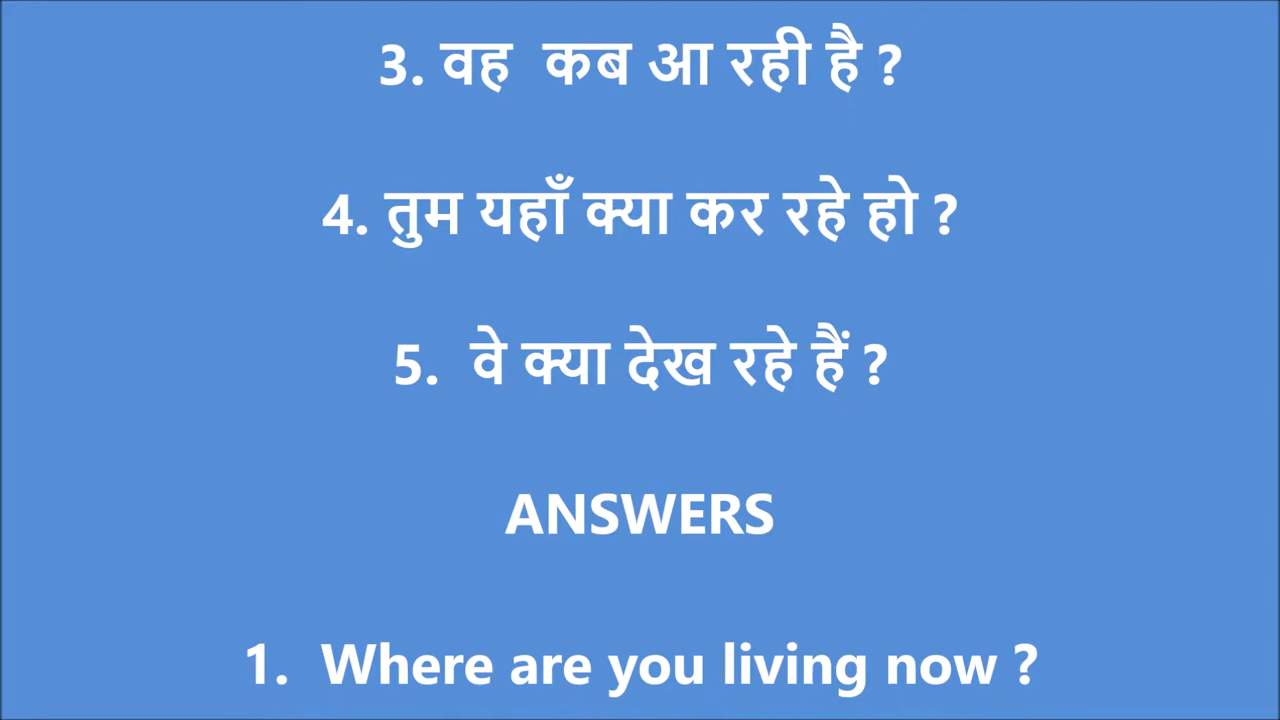 3. वह कब आ रही है ?
4. तुम यहाँ क्या कर रहे हो ?
5. वे क्या देख रहे हैं ?
ANSWERS
1. Where are you living now ?